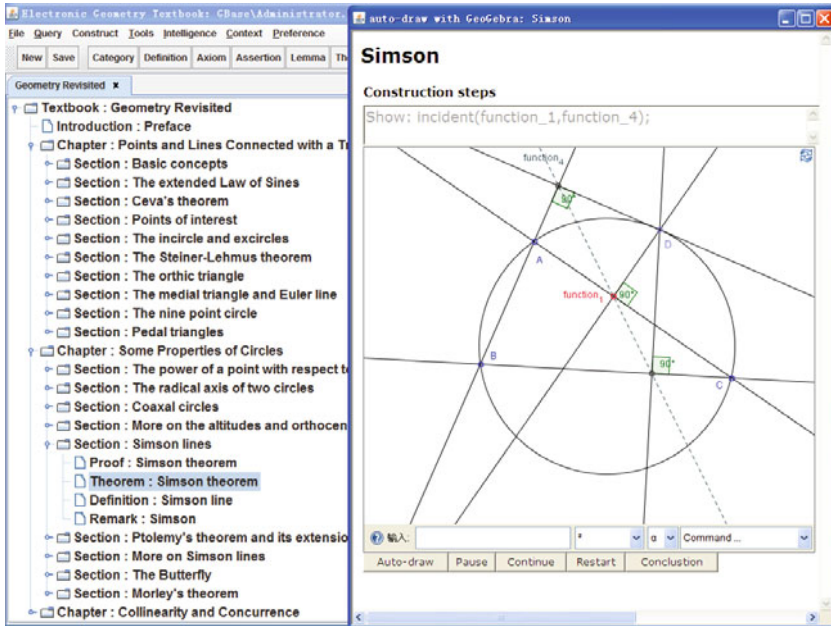 Electronic Geometry Textbook: GBase\Administrator.
File Query Construct Tools Intelligence Context Preference
New Save Category Definition Axiom Assertion Lemma Th
Geometry Revisited ×
Textbook : Geometry Revisited
Introduction : Preface
Chapter : Points and Lines Connected with a Tr
Section : Basic concepts
Section : The extended Law of Sines
Section : Ceva's theorem
Section : Points of interest
Section : The incircle and excircles
Section : The Steiner-Lehmus theorem
Section : The orthic triangle
Section : The medial triangle and Euler line
Section : The nine point circle
Section : Pedal triangles
Chapter : Some Properties of Circles
Section : The power of a point with respect to
Section : The radical axis of two circles
Section : Coaxal circles
Section : More on the altitudes and orthocen
Section : Simson lines
Proof : Simson theorem
Theorem : Simson theorem
Definition : Simson line
Remark : Simson
Section : Ptolemy's theorem and its extensio
Section : More on Simson lines
Section : The Butterfly
Section : Morley's theorem
Chapter : Collinearity and Concurrence
auto-draw with GeoGebra: Simson
Simson
Construction steps
Show: incident(function_1,function_4);
function4
90°
A
D
function1
90°
B
90°
C
输入:
α
Command ...
Auto-draw Pause Continue Restart Conclustion